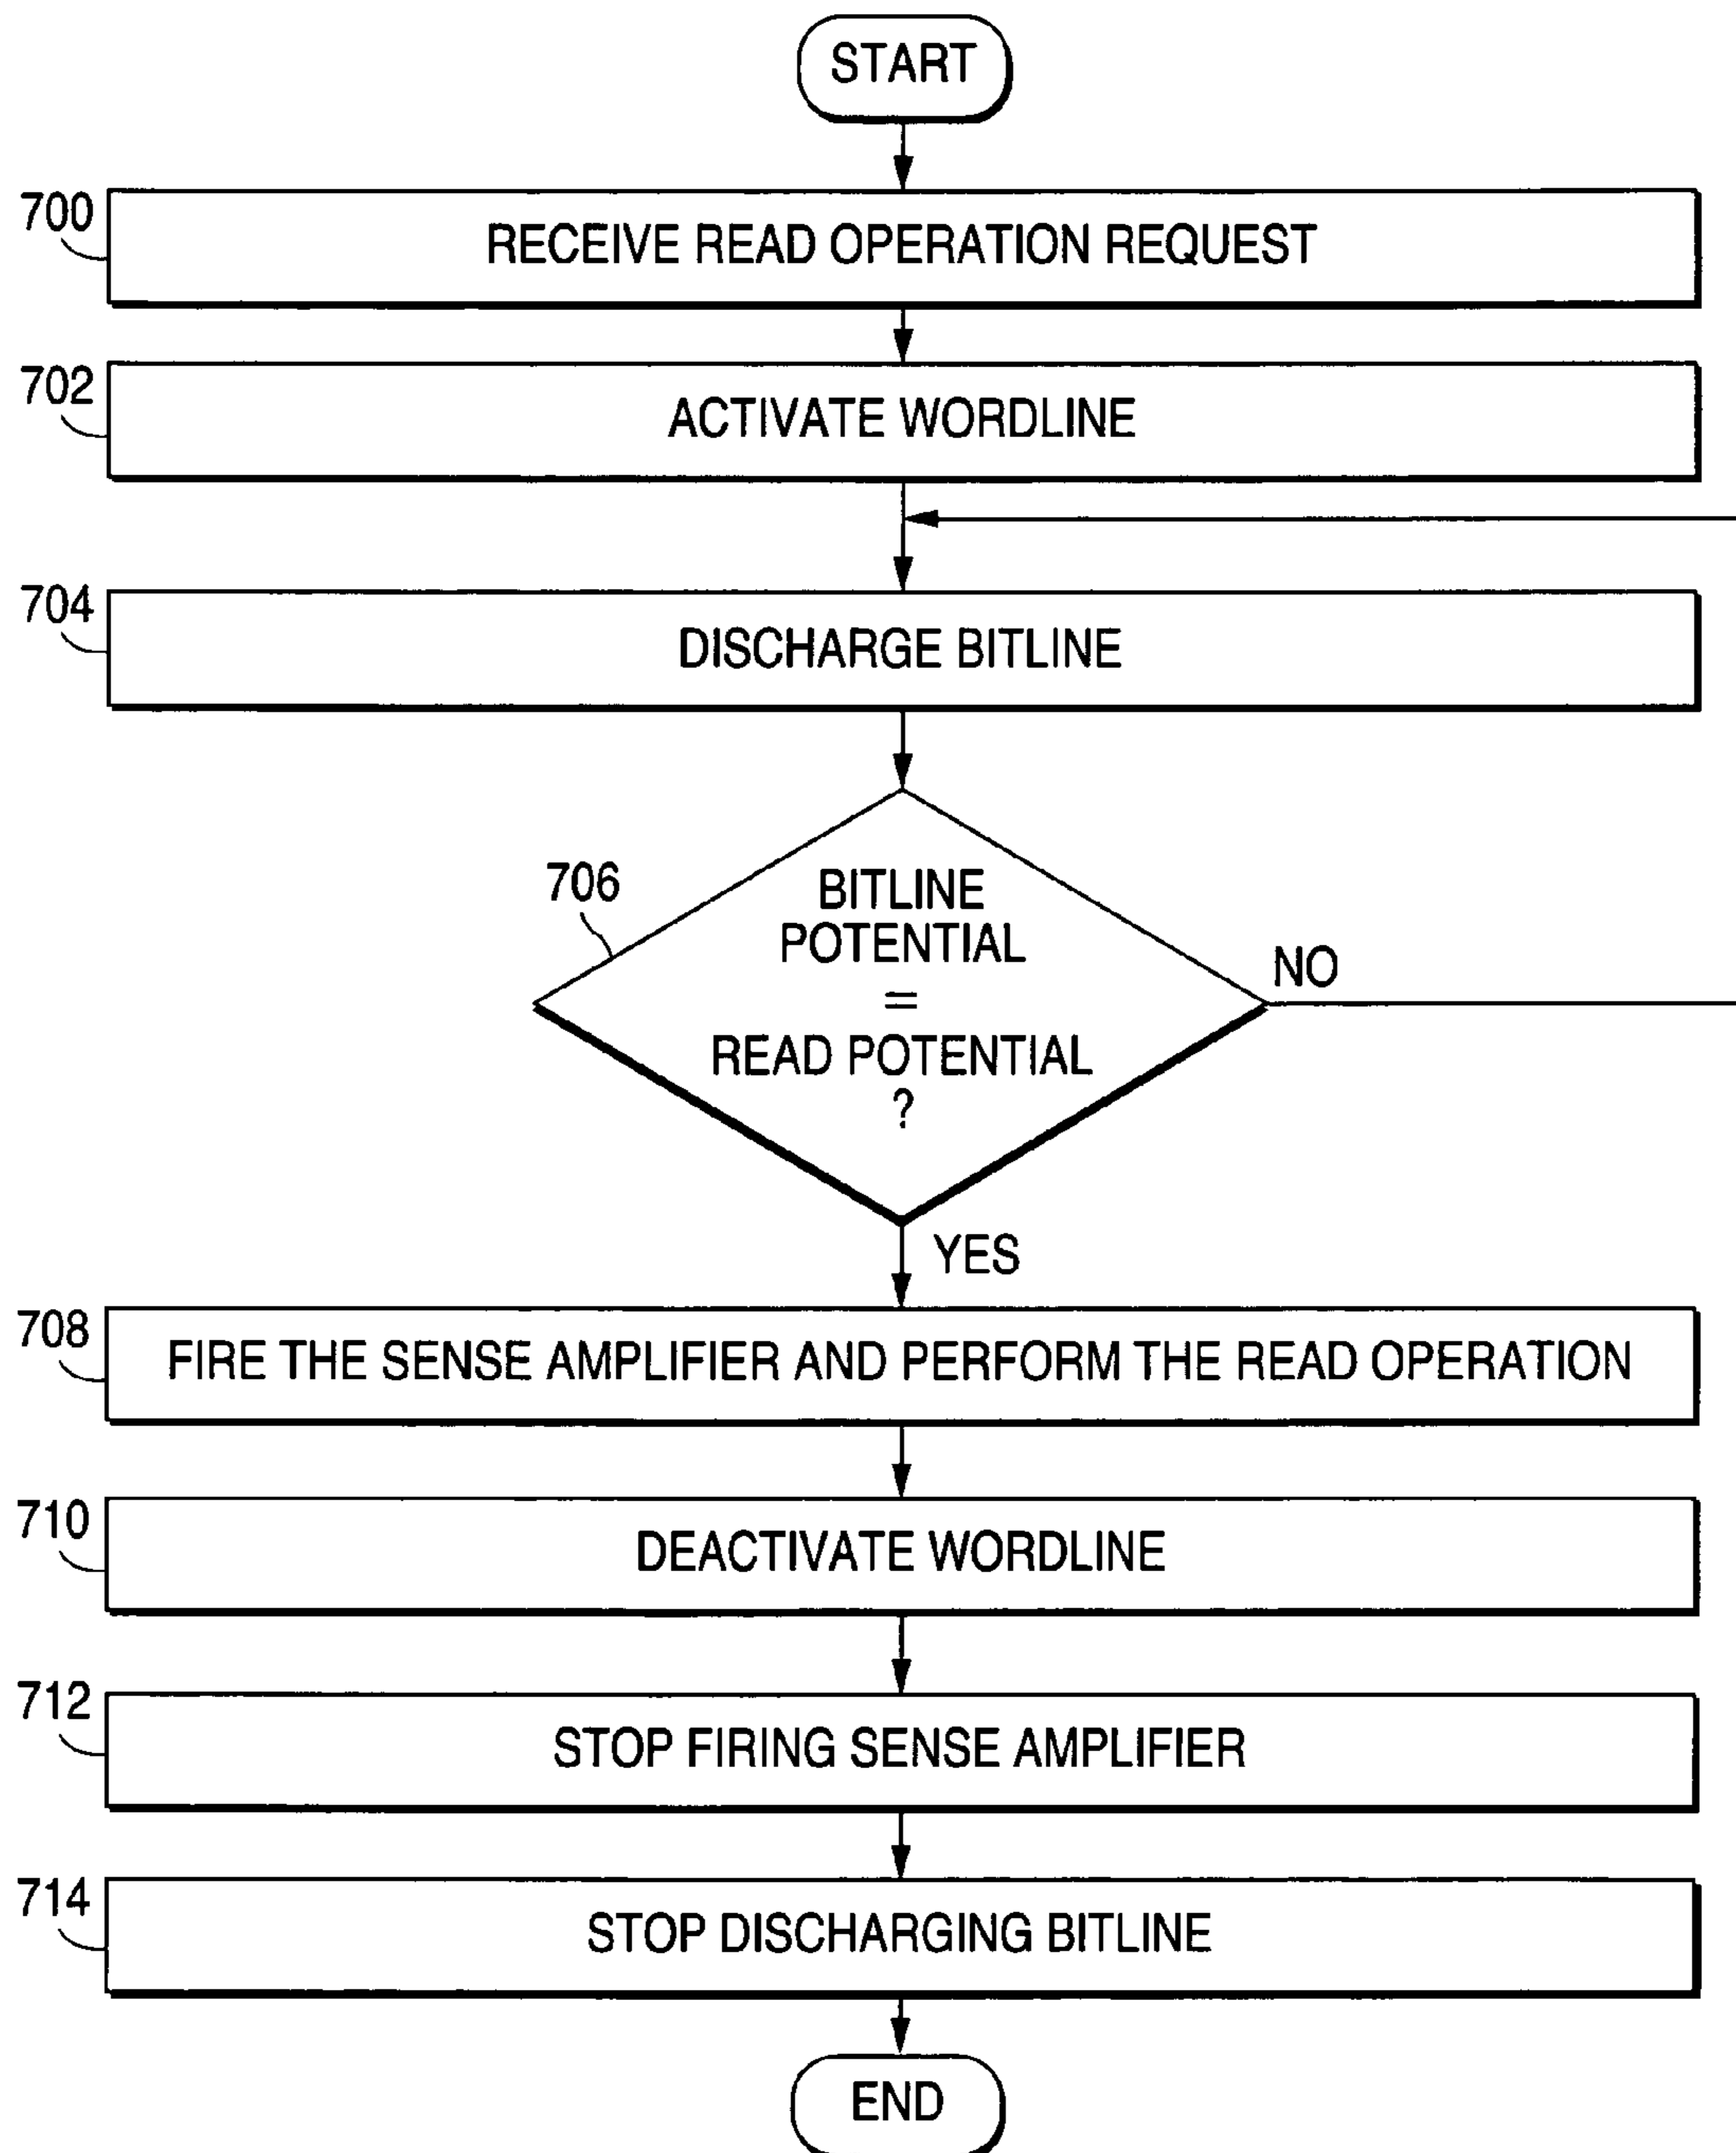 START
700
RECEIVE READ OPERATION REQUEST
702
ACTIVATE WORDLINE
704
DISCHARGE BITLINE
706
BITLINE
POTENTIAL
=
READ POTENTIAL
?
NO
YES
708
FIRE THE SENSE AMPLIFIER AND PERFORM THE READ OPERATION
710
DEACTIVATE WORDLINE
712
STOP FIRING SENSE AMPLIFIER
714
STOP DISCHARGING BITLINE
END